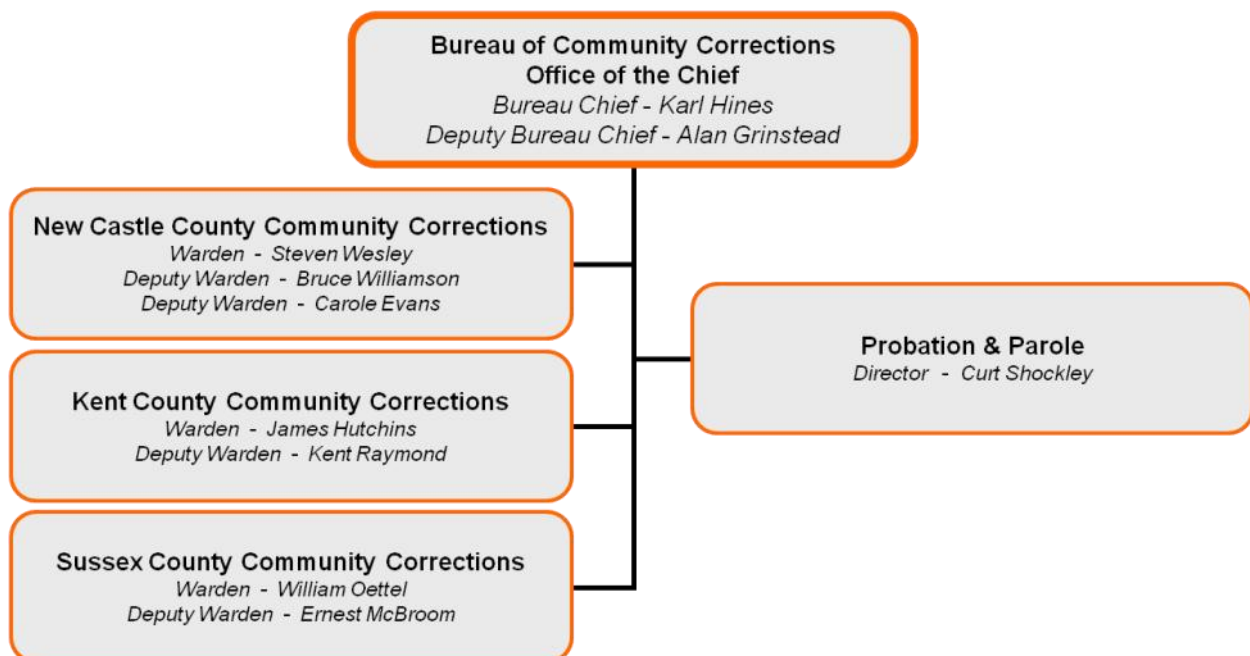 Bureau of Community Corrections
Office of the Chief
Bureau Chief - Karl Hines
Deputy Bureau Chief - Alan Grinstead
New Castle County Community Corrections
Warden - Steven Wesley
Deputy Warden - Bruce Williamson
Deputy Warden - Carole Evans
Probation & Parole
Director - Curt Shockley
Kent County Community Corrections
Warden - James Hutchins
Deputy Warden - Kent Raymond
Sussex County Community Corrections
Warden - William Oettel
Deputy Warden - Ernest McBroom